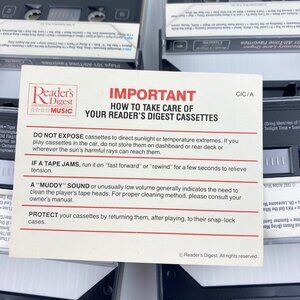 Reader's
Digest
MUSIC
IMPORTANT
CIC/A
HOW TO TAKE CARE OF
YOUR READER'S DIGEST CASSETTES
DO NOT EXPOSE cassettes to direct sunlight or temperature extremes. If you
play cassettes in the car, do not store them on dashboard or rear deck or
wherever the sun's harmful rays can reach them.
IF A TAPE JAMS, run it on "fast forward" or "rewind" for a few seconds to relieve
tension.
A "MUDDY" SOUND or unusually low volume generally indicates the need to
clean the player's tape heads. For proper cleaning method, please consult your
owner's manual.
PROTECT your cassettes by returning them, after playing, to their snap-lock
cases.
© Reader's Digest. All rights reserved.